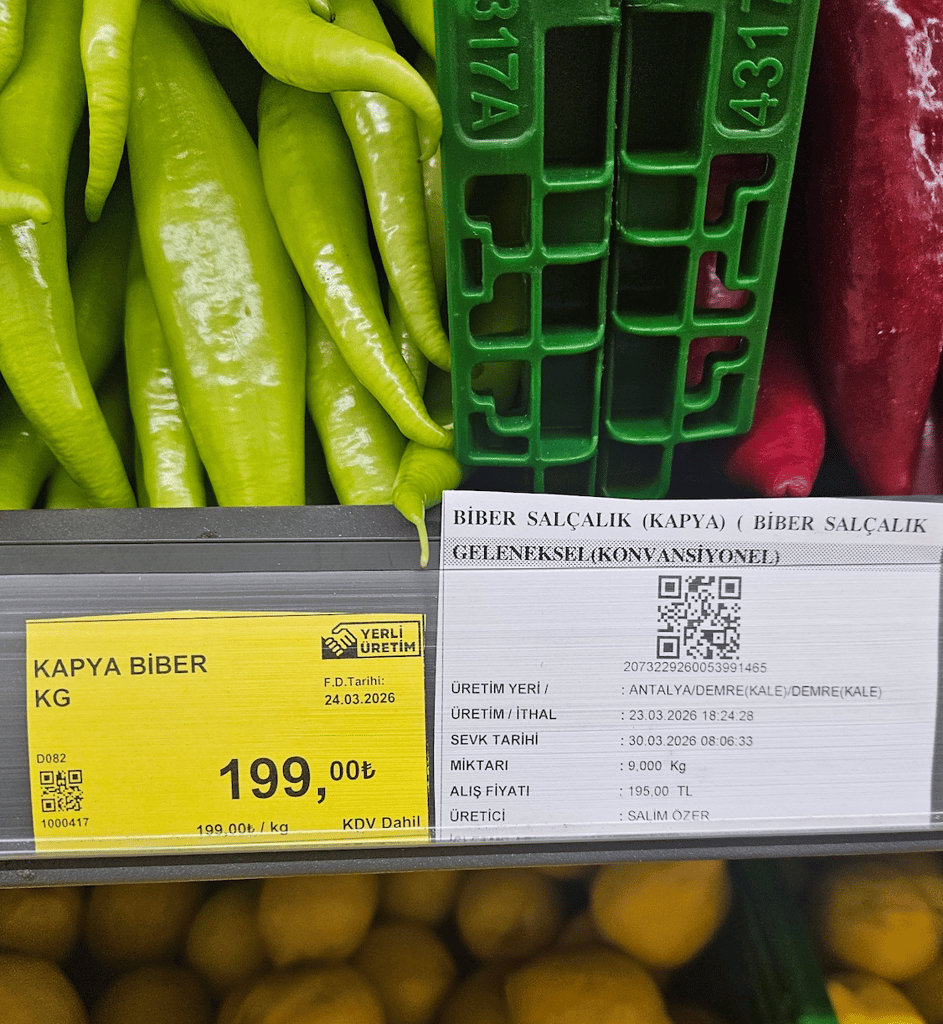 317A
4317
BİBER SALÇALIK (KAPYA) ( BİBER SALÇALIK
GELENEKSEL(KONVANSİYONEL)
2073229260053991465
ÜRETİM YERİ / : ANTALYA/DEMRE(KALE)/DEMRE(KALE)
ÜRETİM / İTHAL : 23.03.2026 18:24:28
SEVK TARİHİ : 30.03.2026 08:06:33
MİKTARI : 9,000 Kg
ALIŞ FİYATI : 195,00 TL
ÜRETİCİ : SALİM ÖZER
YERLİ
ÜRETİM
KAPYA BİBER
KG
F.D.Tarihi:
24.03.2026
D082
1000417
199,00₺
199,00₺ / kg
KDV Dahil